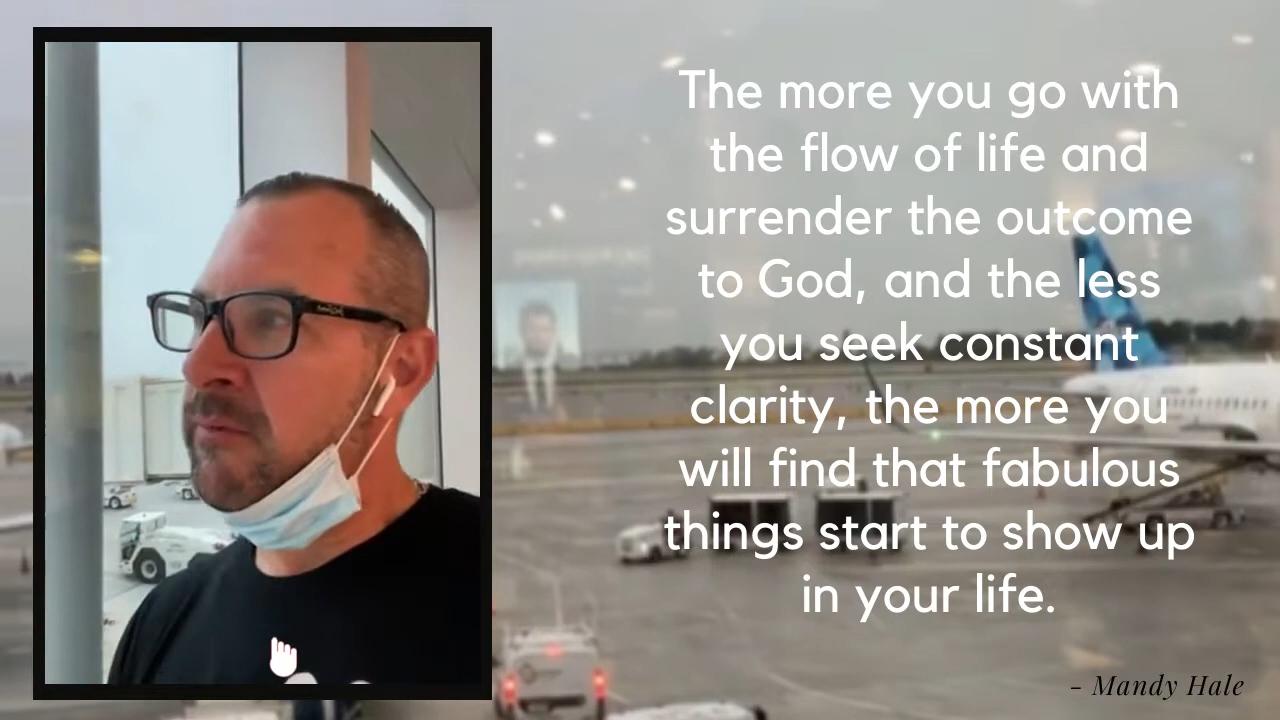 The more you go with
the flow of life and
surrender the outcome
to God, and the less
you seek constant
clarity, the more you
will find that fabulous
things start to show up
in your life.
- Mandy Hale